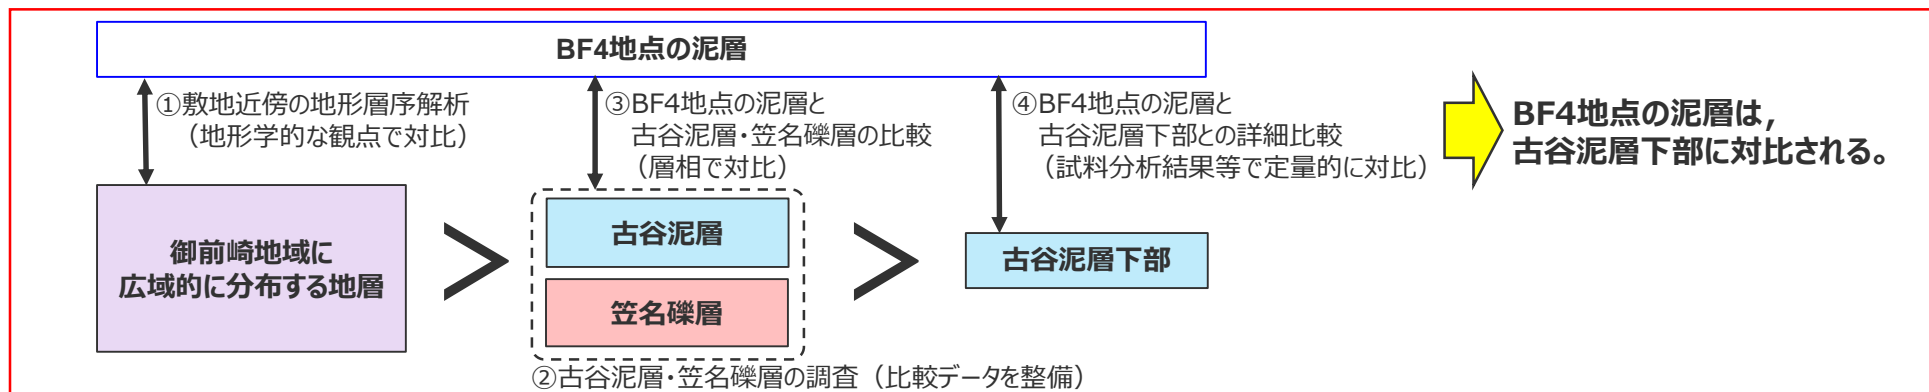 BF4地点の泥層
①敷地近傍の地形層序解析
（地形学的な観点で対比）
③BF4地点の泥層と
古谷泥層・笠名礫層の比較
（層相で対比）
④BF4地点の泥層と
古谷泥層下部との詳細比較
（試料分析結果等で定量的に対比）
BF4地点の泥層は，
古谷泥層下部に対比される。
御前崎地域に
広域的に分布する地層
古谷泥層
笠名礫層
古谷泥層下部
②古谷泥層・笠名礫層の調査（比較データを整備）